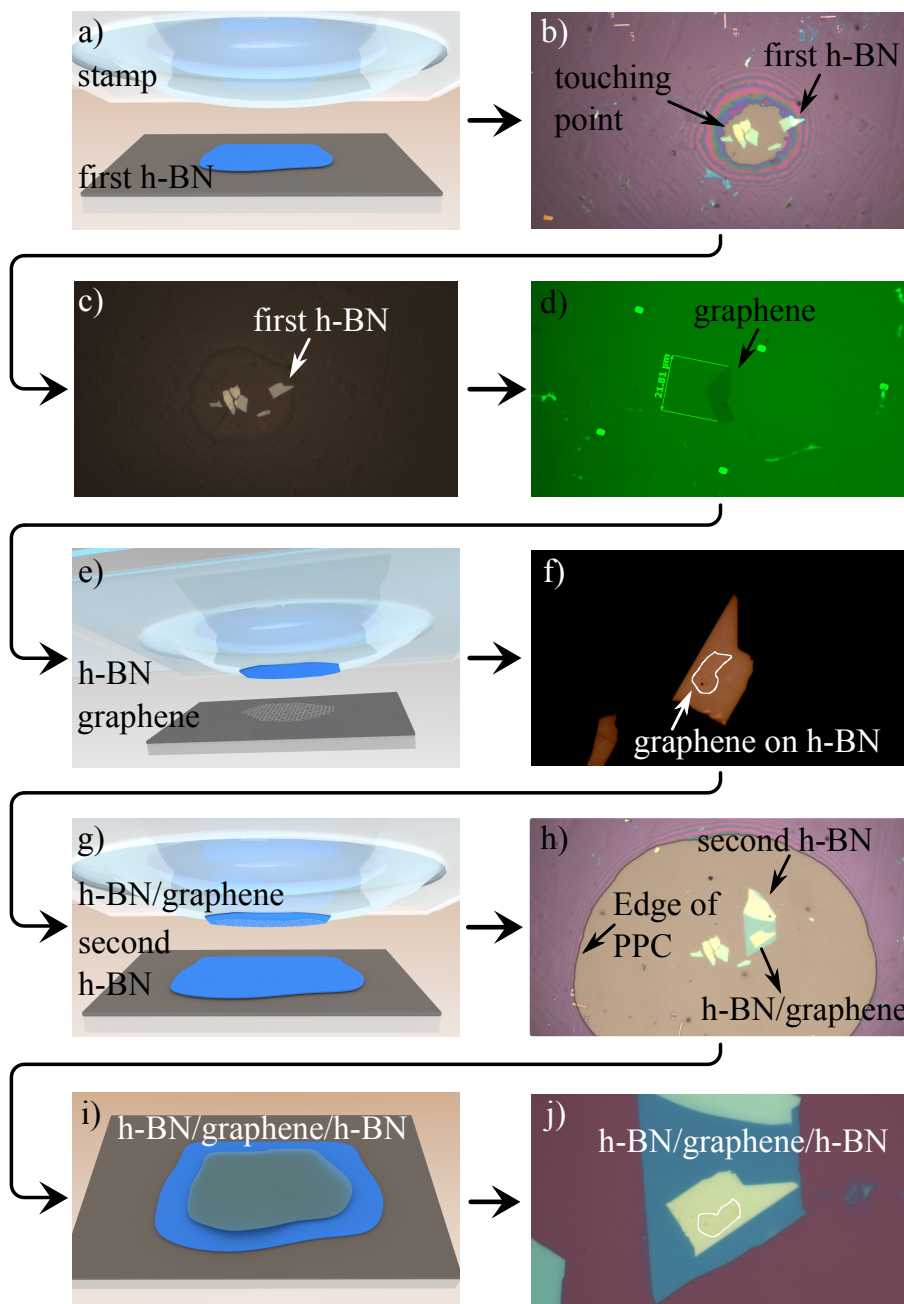 a)
stamp
first h-BN
b)
first h-BN
touching
point
c)
first h-BN
d)
graphene
21.81 µm
e)
h-BN
graphene
f)
graphene on h-BN
g)
h-BN/graphene
second
h-BN
h)
second h-BN
Edge of
PPC
h-BN/graphene
i)
h-BN/graphene/h-BN
j)
h-BN/graphene/h-BN